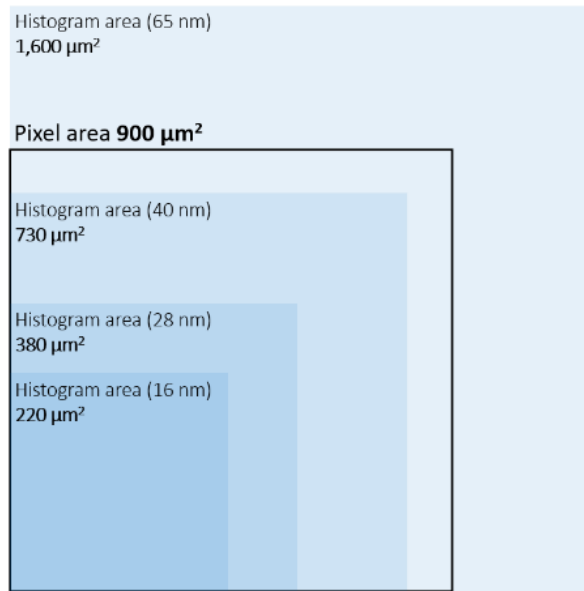 Histogram area (65 nm)
1,600 µm²
Pixel area 900 µm²
Histogram area (40 nm)
730 µm²
Histogram area (28 nm)
380 µm²
Histogram area (16 nm)
220 µm²